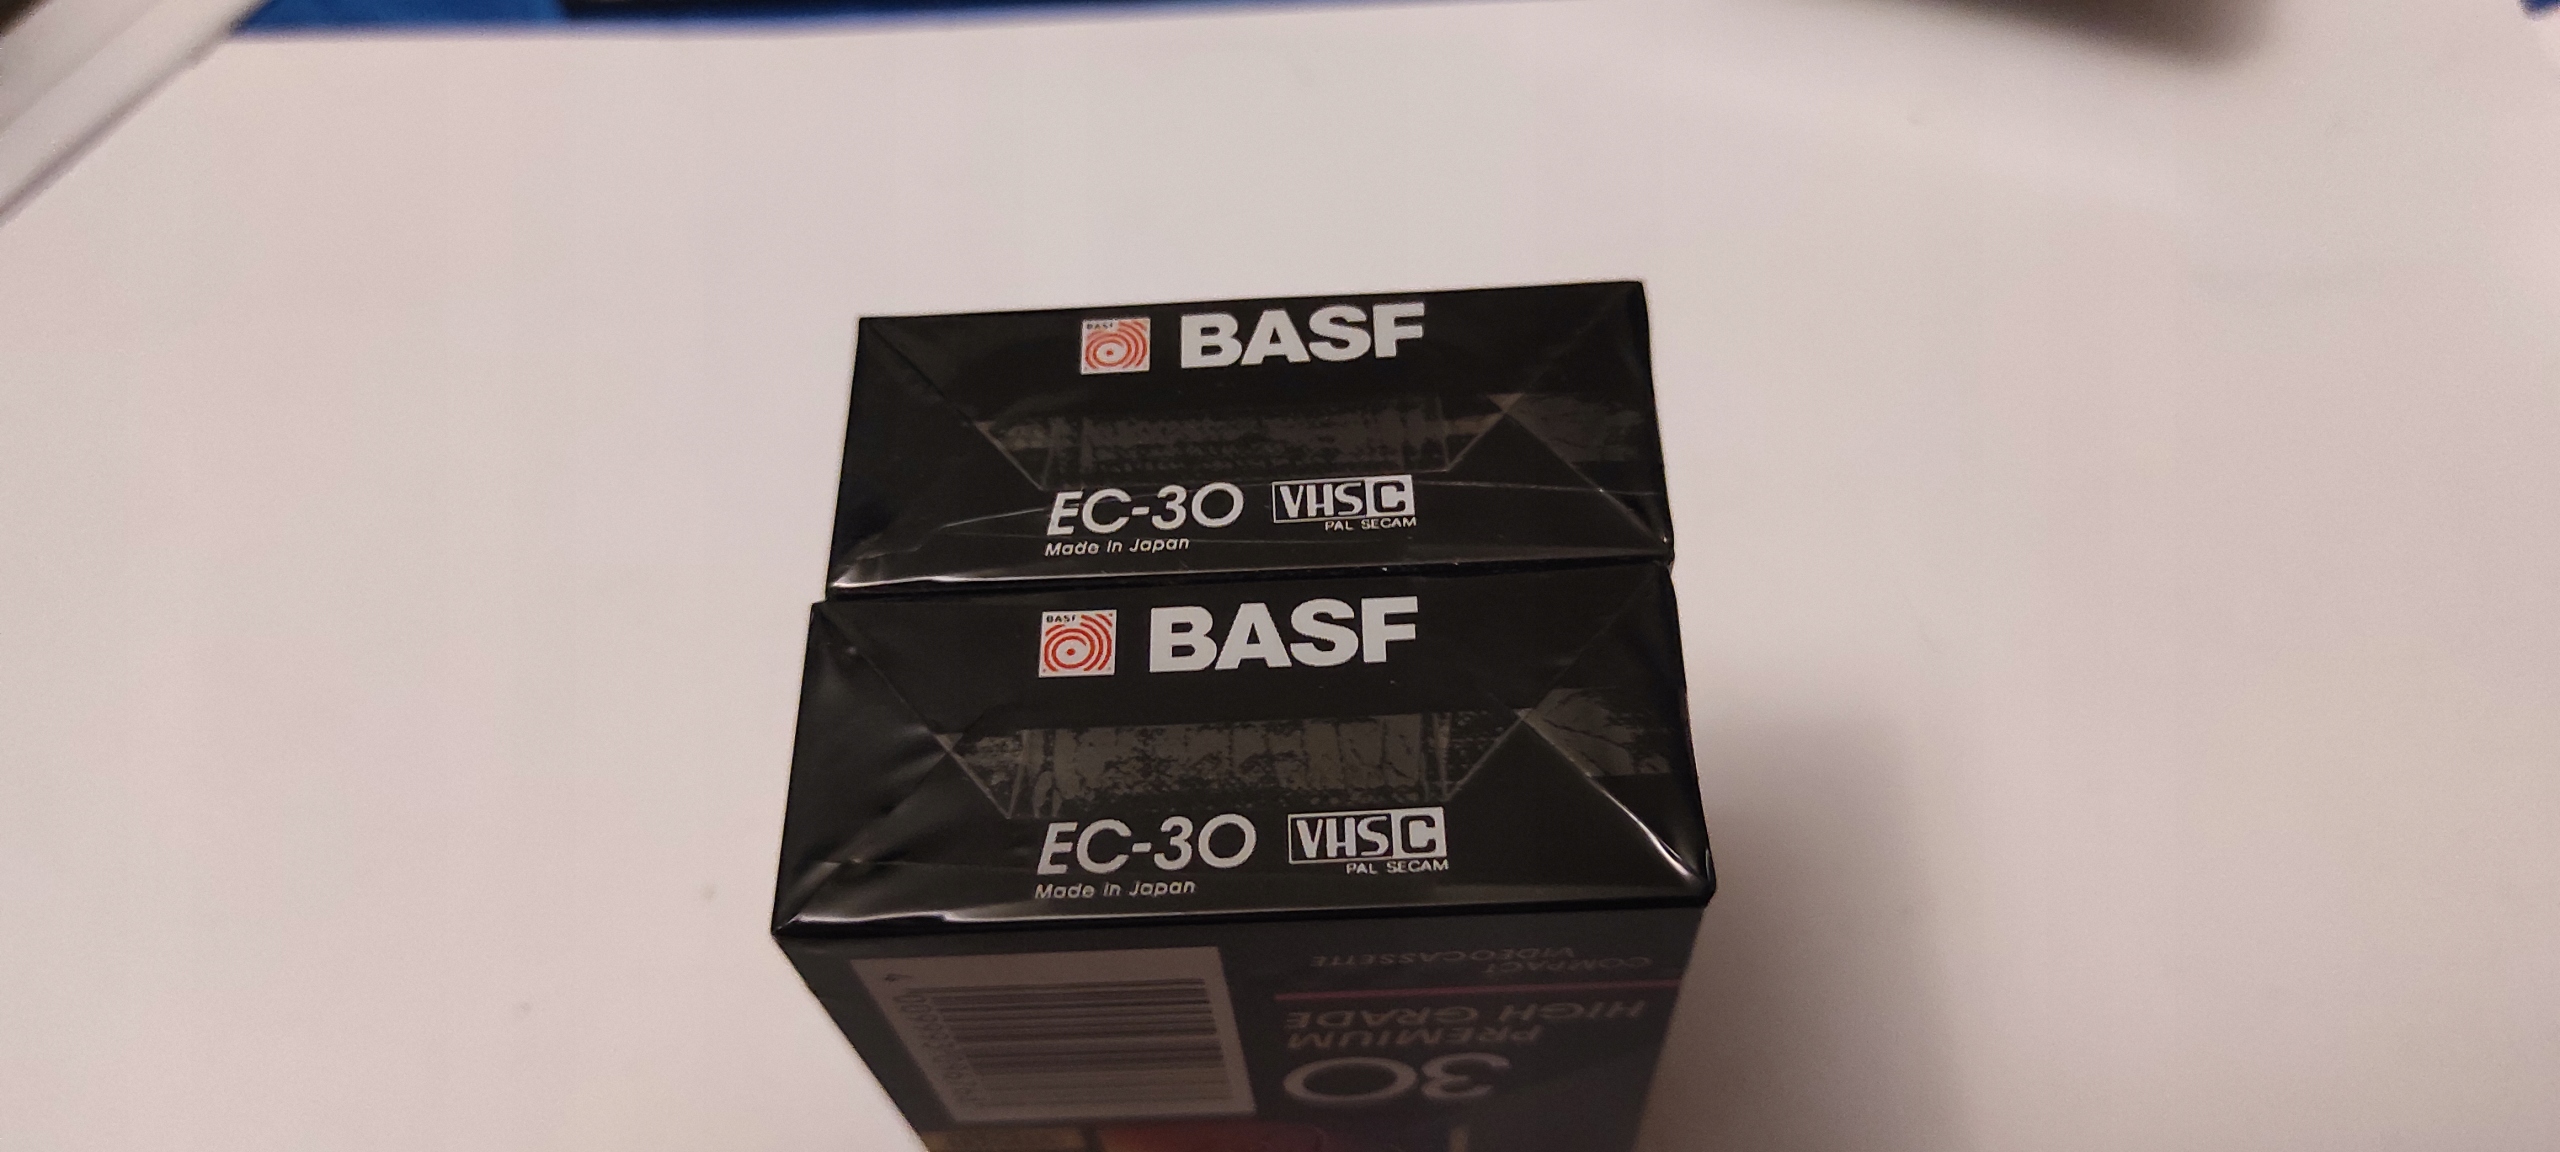 BASF
BASF
EC-30 VHS C
PAL SECAM
Made in Japan
BASF
BASF
EC-30 VHS C
PAL SECAM
Made in Japan
COMPACT
VIDEOCASSETTE
PREMIUM
HIGH GRADE
30